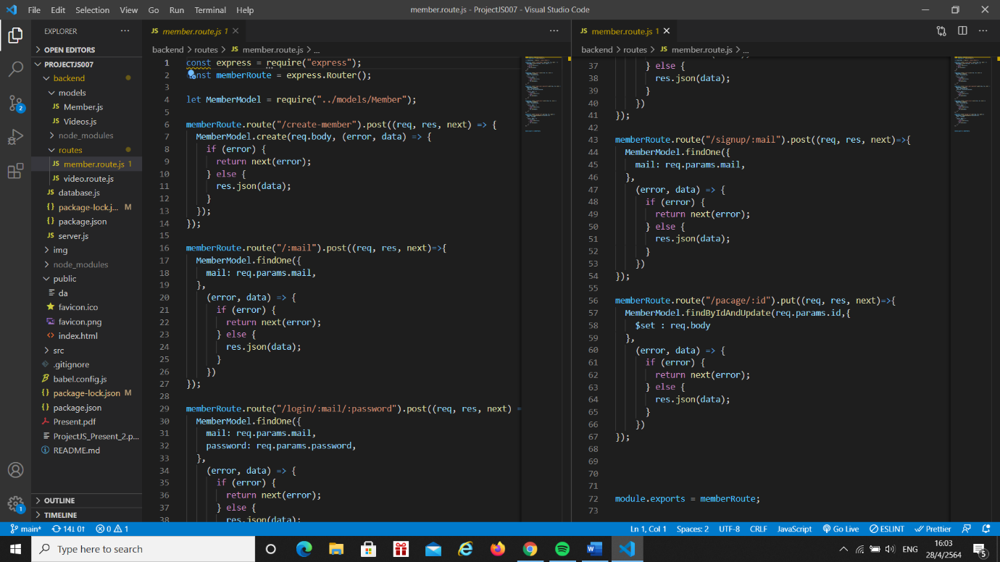 File Edit Selection View Go Run Terminal Help
member.route.js - ProjectJS007 - Visual Studio Code
EXPLORER
OPEN EDITORS
PROJECTJS007
backend
models
JS Member.js
JS Videos.js
node_modules
routes
JS member.route.js 1
JS video.route.js
JS database.js
{} package-lock.j... M
{} package.json
JS server.js
img
node_modules
public
da
favicon.ico
favicon.png
<> index.html
src
.gitignore
babel.config.js
{} package-lock.json M
{} package.json
Present.pdf
ProjectJS_Present_2.p...
README.md
OUTLINE
TIMELINE
2
1
JS member.route.js 1
backend > routes > JS member.route.js > ...
1 const express = require("express");
2 const memberRoute = express.Router();
3
4 let MemberModel = require("../models/Member");
5
6 memberRoute.route("/create-member").post((req, res, next) => {
7 MemberModel.create(req.body, (error, data) => {
8 if (error) {
9 return next(error);
10 } else {
11 res.json(data);
12 }
13 });
14 });
15
16 memberRoute.route("/:mail").post((req, res, next)=>{
17 MemberModel.findOne({
18 mail: req.params.mail,
19 },
20 (error, data) => {
21 if (error) {
22 return next(error);
23 } else {
24 res.json(data);
25 }
26 })
27 });
28
29 memberRoute.route("/login/:mail/:password").post((req, res, next) =
30 MemberModel.findOne({
31 mail: req.params.mail,
32 password: req.params.password,
33 },
34 (error, data) => {
35 if (error) {
36 return next(error);
37 } else {
38 res.json(data);
JS member.route.js 1
backend > routes > JS member.route.js > ...
37 } else {
38 res.json(data);
39 }
40 })
41 });
42
43 memberRoute.route("/signup/:mail").post((req, res, next)=>{
44 MemberModel.findOne({
45 mail: req.params.mail,
46 },
47 (error, data) => {
48 if (error) {
49 return next(error);
50 } else {
51 res.json(data);
52 }
53 })
54 });
55
56 memberRoute.route("/pacage/:id").put((req, res, next)=>{
57 MemberModel.findByIdAndUpdate(req.params.id,{
58 $set : req.body
59 },
60 (error, data) => {
61 if (error) {
62 return next(error);
63 } else {
64 res.json(data);
65 }
66 })
67 });
68
69
70
71
72 module.exports = memberRoute;
73
main* 14↓ 0↑ 0 1 Ln 1, Col 1 Spaces: 2 UTF-8 CRLF JavaScript Go Live ESLINT Prettier
Type here to search
ENG
16:03
28/4/2564
5